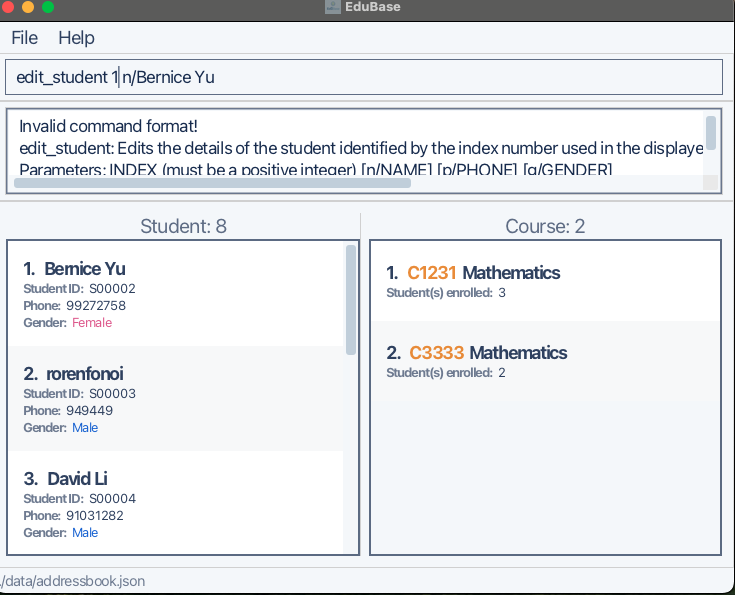 EduBase
File Help
edit_student 1 n/Bernice Yu
Invalid command format!
edit_student: Edits the details of the student identified by the index number used in the displaye
Parameters: INDEX (must be a positive integer) [n/NAME] [p/PHONE] [g/GENDER]
Student: 8
1. Bernice Yu
Student ID: S00002
Phone: 99272758
Gender: Female
2. rorenfonoi
Student ID: S00003
Phone: 949449
Gender: Male
3. David Li
Student ID: S00004
Phone: 91031282
Gender: Male
Course: 2
1. C1231 Mathematics
Student(s) enrolled: 3
2. C3333 Mathematics
Student(s) enrolled: 2
./data/addressbook.json